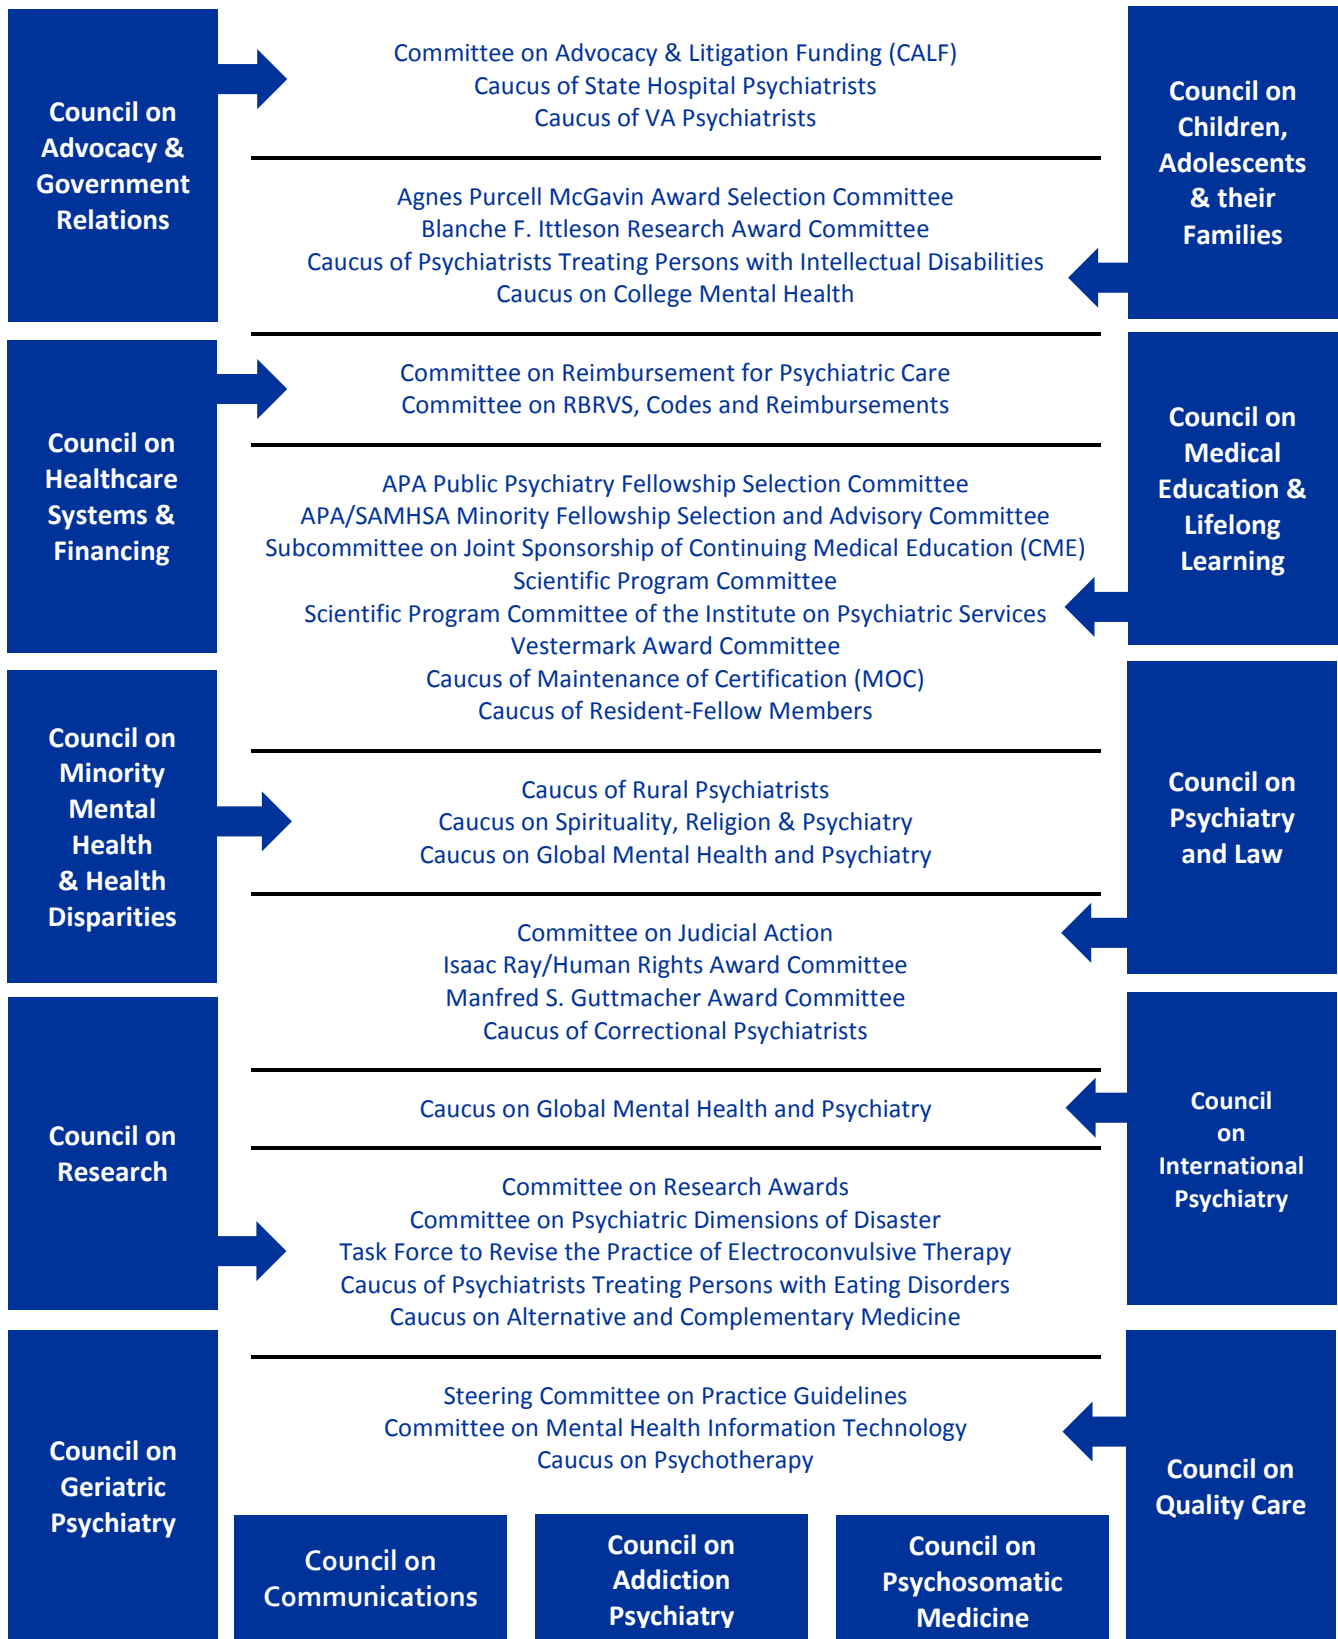 Council on
Advocacy &
Government
Relations
Committee on Advocacy & Litigation Funding (CALF)
Caucus of State Hospital Psychiatrists
Caucus of VA Psychiatrists
Council on
Children,
Adolescents
& their
Families
Agnes Purcell McGavin Award Selection Committee
Blanche F. Ittleson Research Award Committee
Caucus of Psychiatrists Treating Persons with Intellectual Disabilities
Caucus on College Mental Health
Council on
Healthcare
Systems &
Financing
Committee on Reimbursement for Psychiatric Care
Committee on RBRVS, Codes and Reimbursements
Council on
Medical
Education &
Lifelong
Learning
APA Public Psychiatry Fellowship Selection Committee
APA/SAMHSA Minority Fellowship Selection and Advisory Committee
Subcommittee on Joint Sponsorship of Continuing Medical Education (CME)
Scientific Program Committee
Scientific Program Committee of the Institute on Psychiatric Services
Vestermark Award Committee
Caucus of Maintenance of Certification (MOC)
Caucus of Resident-Fellow Members
Council on
Minority
Mental
Health
& Health
Disparities
Caucus of Rural Psychiatrists
Caucus on Spirituality, Religion & Psychiatry
Caucus on Global Mental Health and Psychiatry
Council on
Psychiatry
and Law
Committee on Judicial Action
Isaac Ray/Human Rights Award Committee
Manfred S. Guttmacher Award Committee
Caucus of Correctional Psychiatrists
Council
on
International
Psychiatry
Caucus on Global Mental Health and Psychiatry
Council on
Research
Committee on Research Awards
Committee on Psychiatric Dimensions of Disaster
Task Force to Revise the Practice of Electroconvulsive Therapy
Caucus of Psychiatrists Treating Persons with Eating Disorders
Caucus on Alternative and Complementary Medicine
Council on
Geriatric
Psychiatry
Steering Committee on Practice Guidelines
Committee on Mental Health Information Technology
Caucus on Psychotherapy
Council on
Quality Care
Council on
Communications
Council on
Addiction
Psychiatry
Council on
Psychosomatic
Medicine